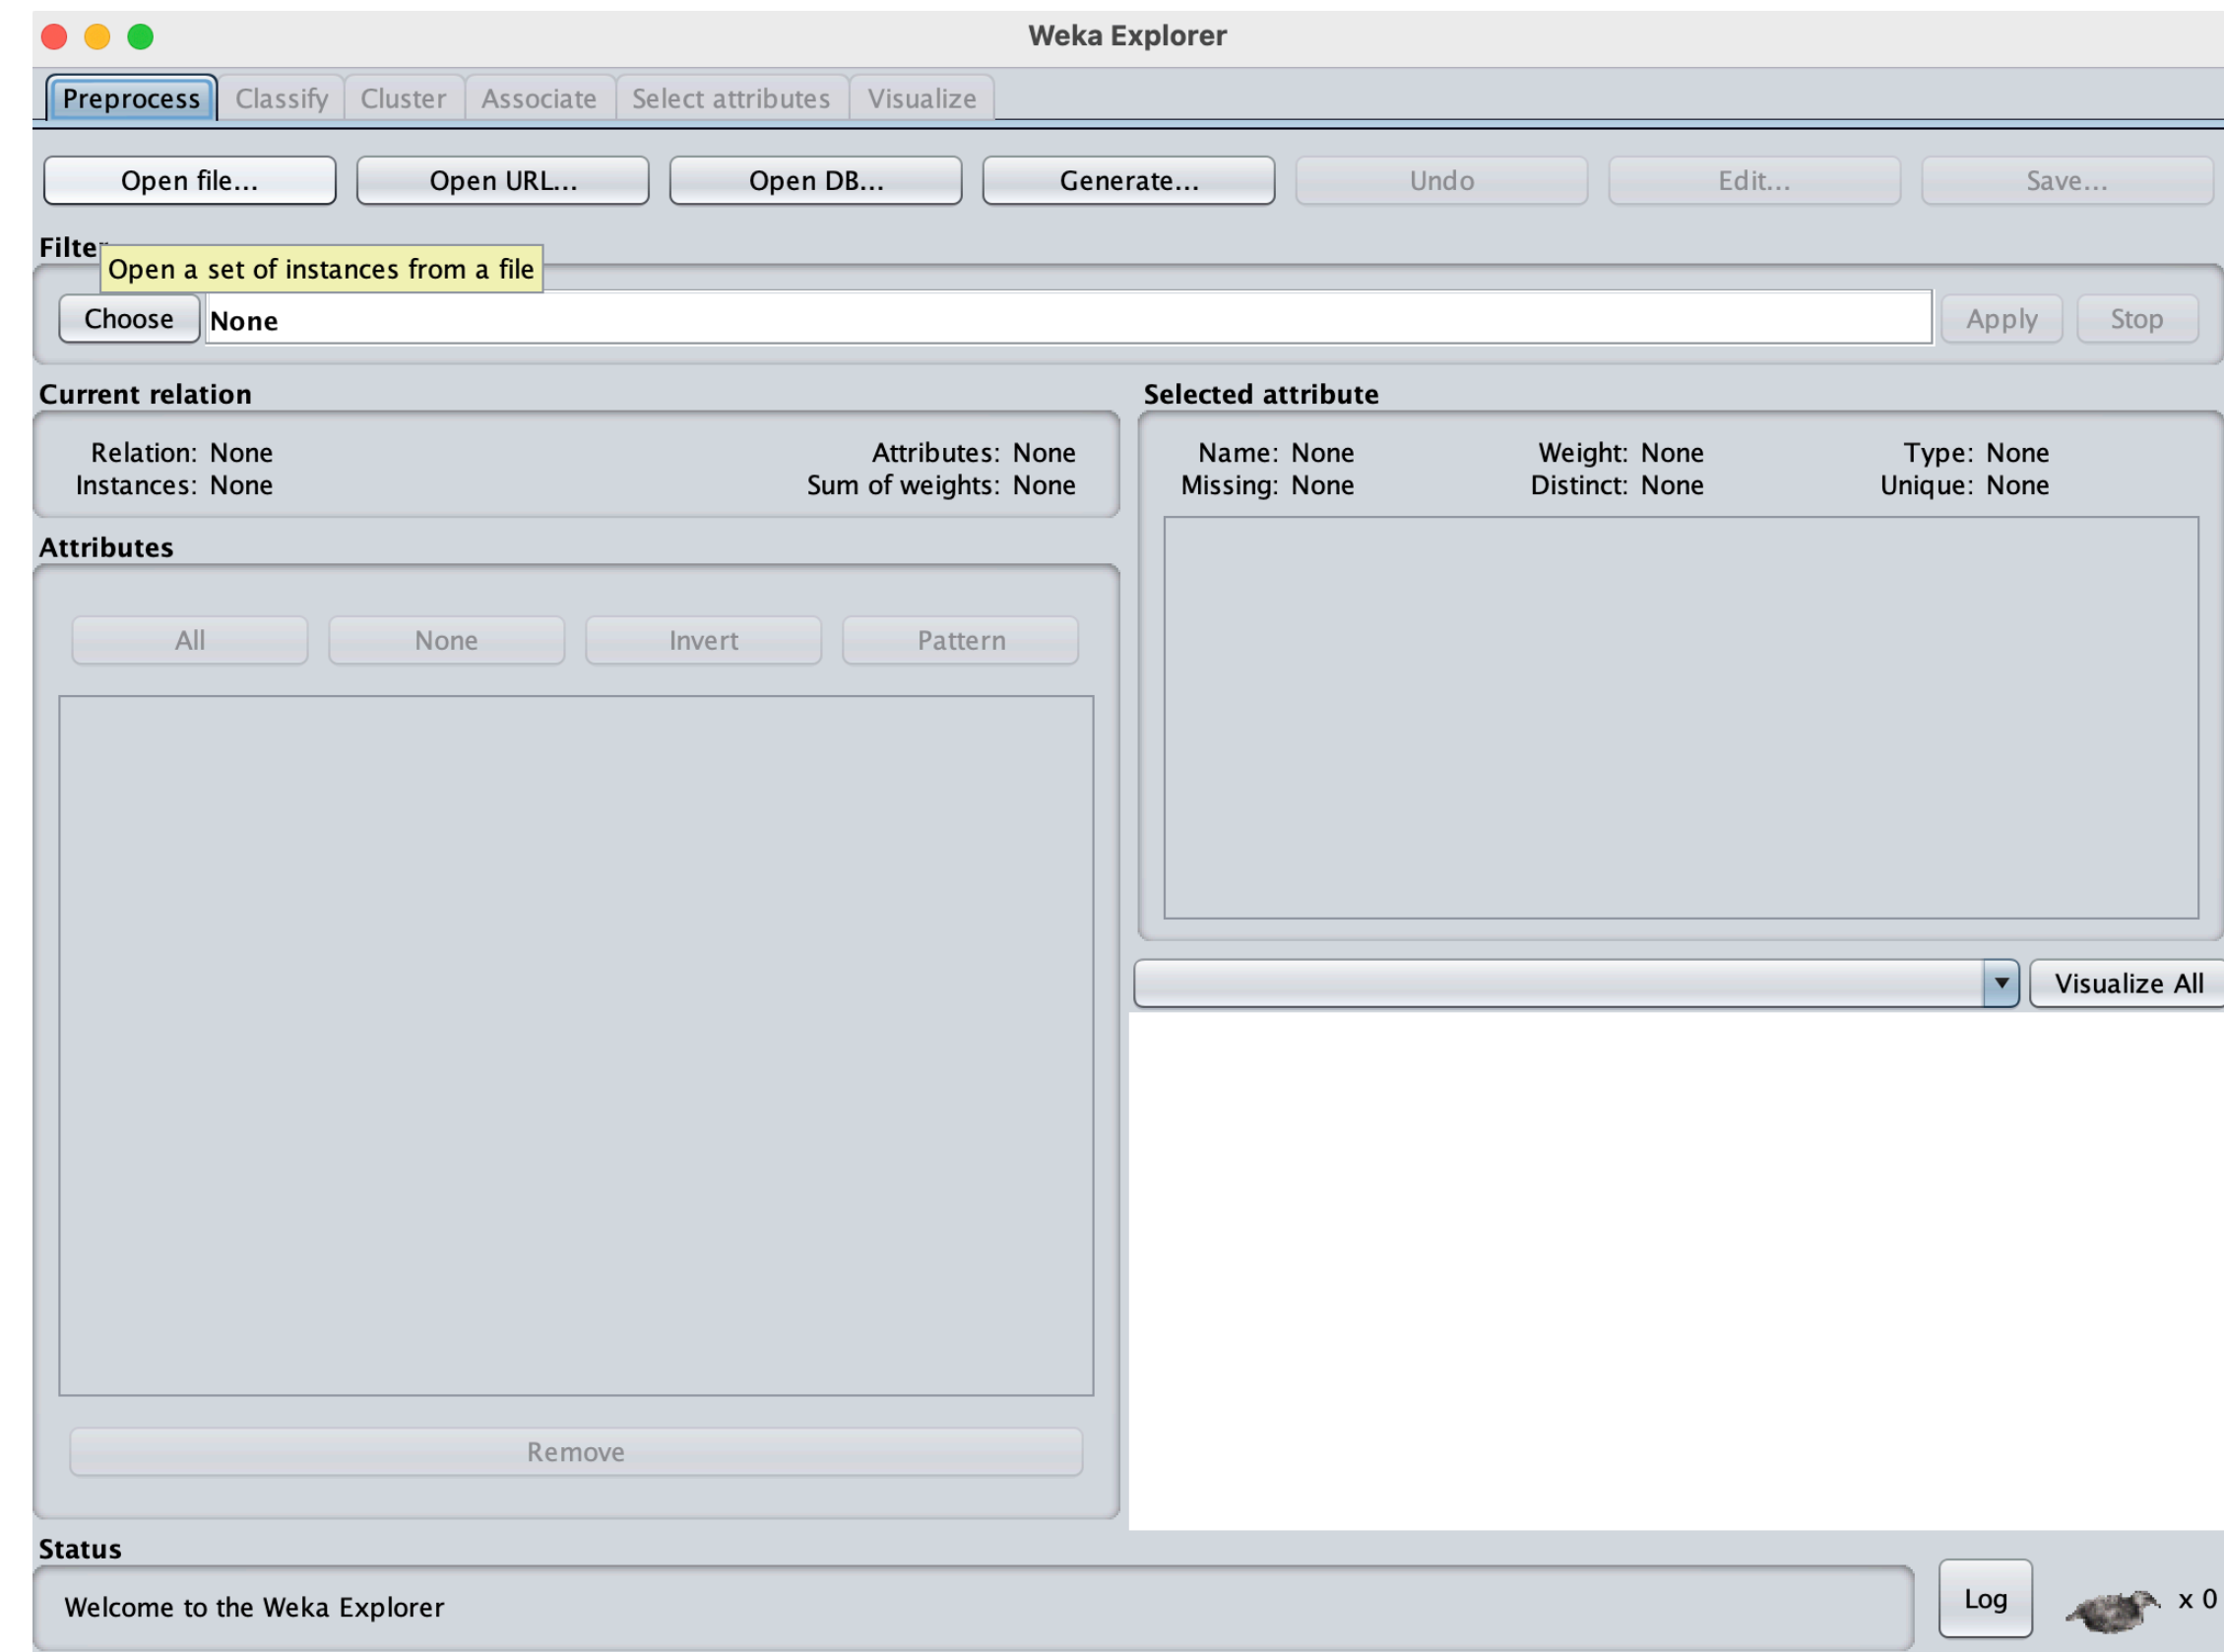 Weka Explorer
Preprocess Classify Cluster Associate Select attributes Visualize
Open file... Open URL... Open DB... Generate... Undo Edit... Save...
Filter
Open a set of instances from a file
Choose None Apply Stop
Current relation
Relation: None Attributes: None
Instances: None Sum of weights: None
Selected attribute
Name: None Weight: None Type: None
Missing: None Distinct: None Unique: None
Attributes
All None Invert Pattern
Remove
Visualize All
Status
Welcome to the Weka Explorer
Log x 0